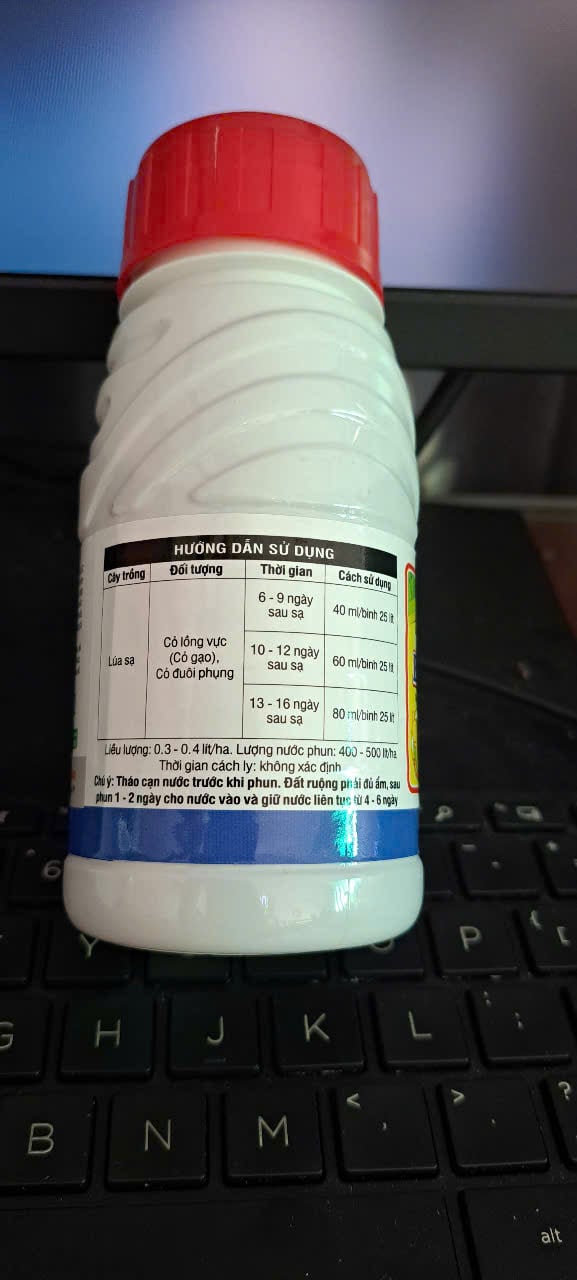 HƯỚNG DẪN SỬ DỤNG
Cây trồng Đối tượng Thời gian Cách sử dụng
Lúa sạ
Cỏ lồng vực
(Cỏ gạo),
Cỏ đuôi phụng
6 - 9 ngày
sau sạ
40 ml/bình 25 lít
10 - 12 ngày
sau sạ
60 ml/bình 25 lít
13 - 16 ngày
sau sạ
80 ml/bình 25 lít
Liều lượng: 0.3 - 0.4 lít/ha. Lượng nước phun: 400 - 500 lít/ha
Thời gian cách ly: không xác định
Chú ý: Tháo cạn nước trước khi phun. Đất ruộng phải đủ ẩm, sau
phun 1 - 2 ngày cho nước vào và giữ nước liên tục từ 4 - 6 ngày
6
Y
P
[
G
H
J
K
L
:
;
B
N
M
<
,
>
.
?
alt